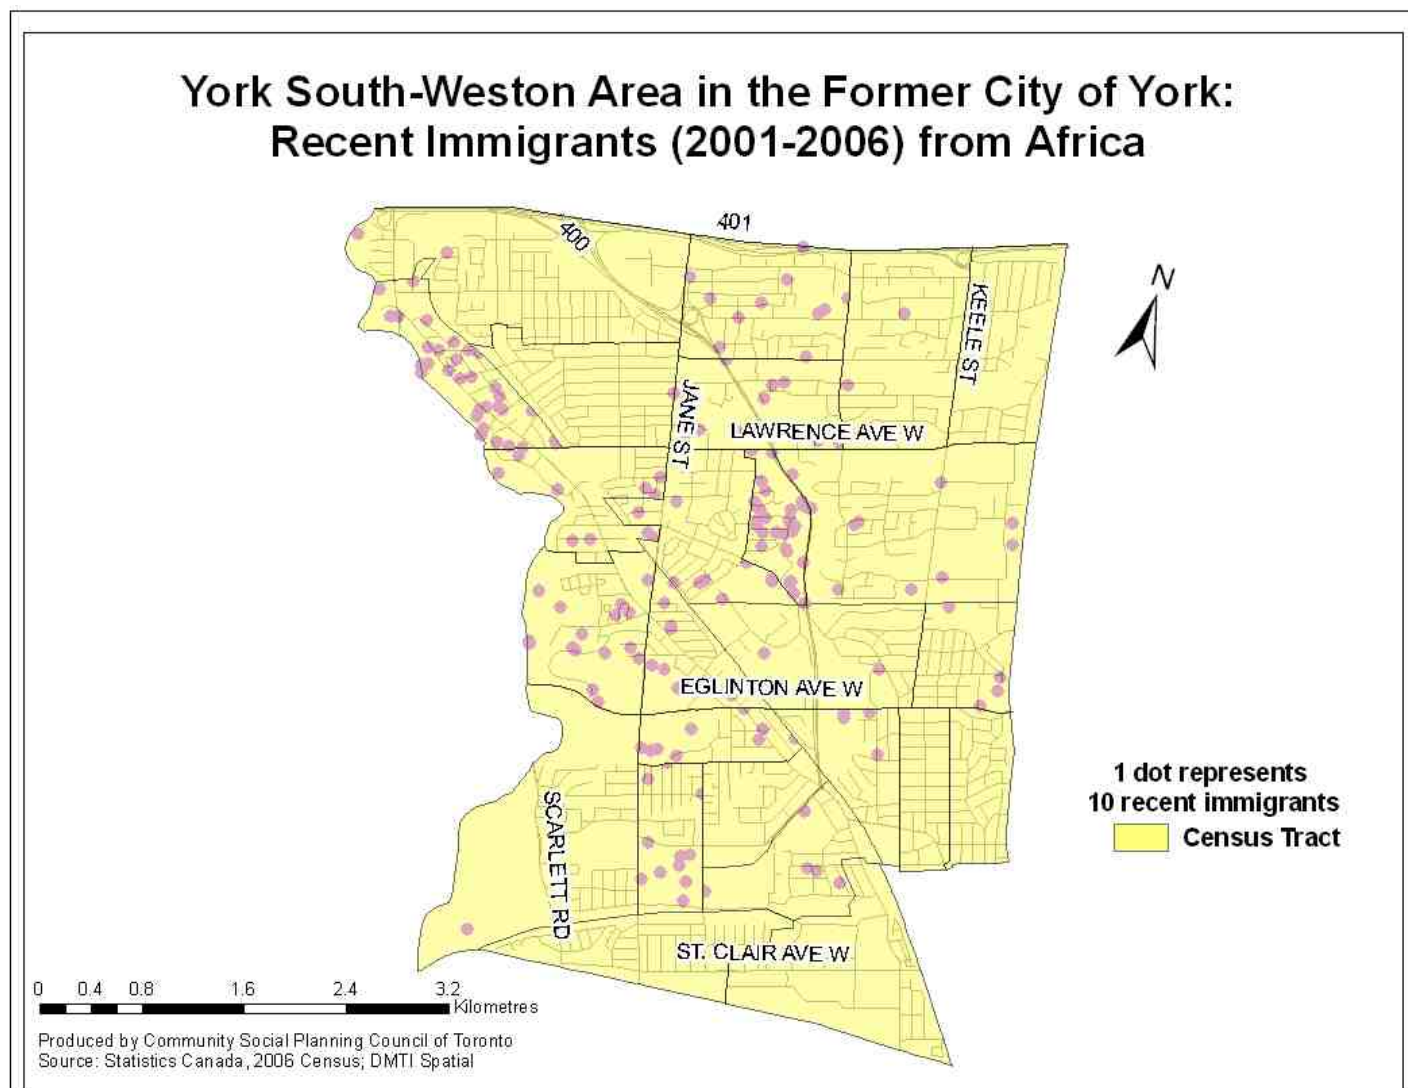 York South-Weston Area in the Former City of York:
Recent Immigrants (2001-2006) from Africa
401
400
KEELE ST
JANE ST
LAWRENCE AVE W
EGLINTON AVE W
1 dot represents
10 recent immigrants
Census Tract
SCARLETT RD
ST. CLAIR AVE W
N
0 0.4 0.8 1.6 2.4 3.2
Kilometres
Produced by Community Social Planning Council of Toronto
Source: Statistics Canada, 2006 Census; DMTI Spatial